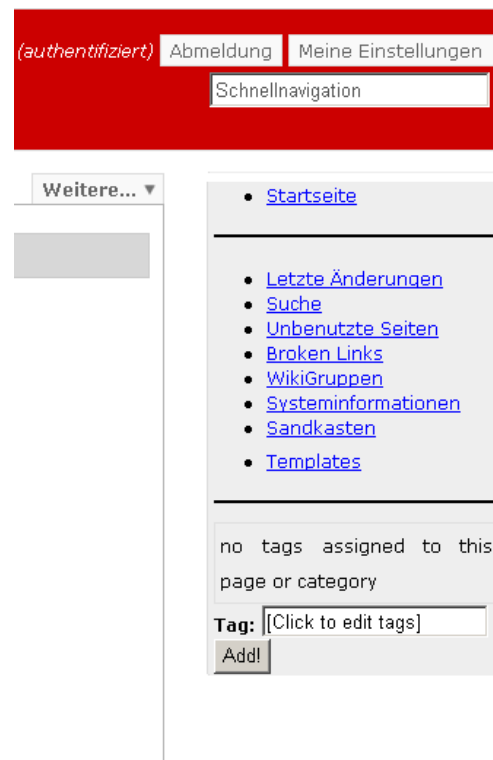 (authentifiziert) Abmeldung Meine Einstellungen
Schnellnavigation
Weitere... ▼
• Startseite
• Letzte Änderungen
• Suche
• Unbenutzte Seiten
• Broken Links
• WikiGruppen
• Systeminformationen
• Sandkasten
• Templates
no tags assigned to this
page or category
Tag: [Click to edit tags]
Add!